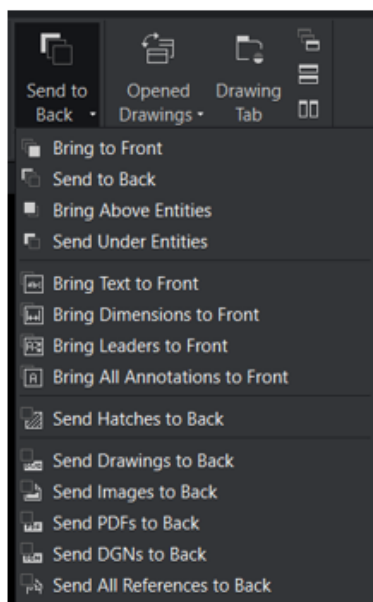 Send to
Back
Opened
Drawings
Drawing
Tab
Bring to Front
Send to Back
Bring Above Entities
Send Under Entities
Bring Text to Front
Bring Dimensions to Front
Bring Leaders to Front
Bring All Annotations to Front
Send Hatches to Back
Send Drawings to Back
Send Images to Back
Send PDFs to Back
Send DGNs to Back
Send All References to Back